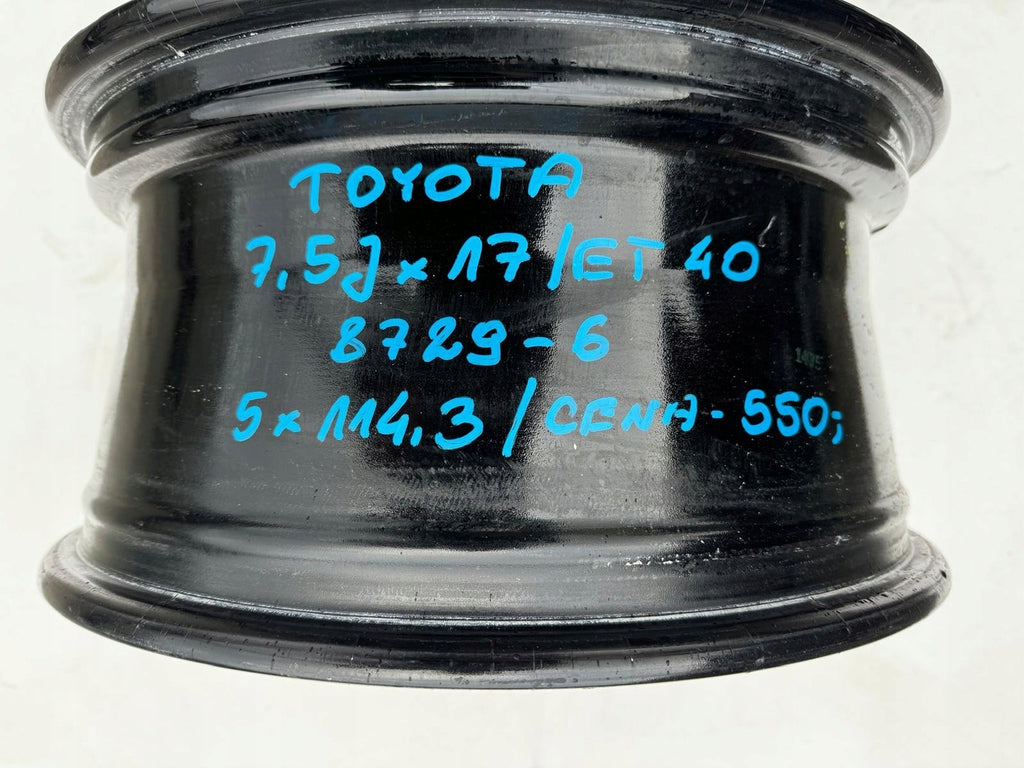 TOYOTA
7,5J x 17 / ET 40
8729 - 6
5 x 114,3 / CENA - 550;